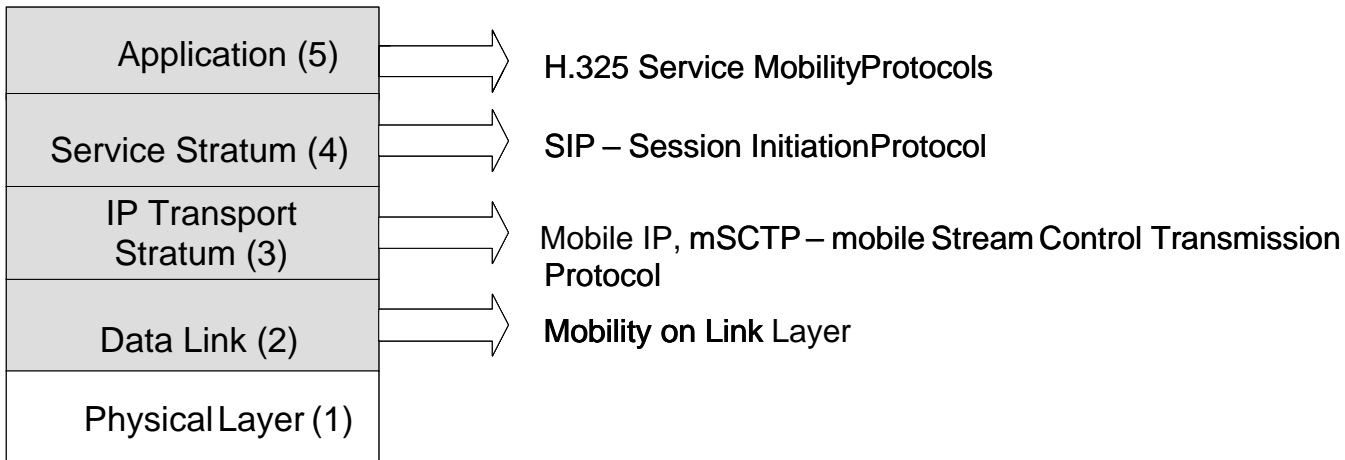 Application (5)
H.325 Service MobilityProtocols
Service Stratum (4)
SIP – Session InitiationProtocol
IP Transport
Stratum (3)
Mobile IP, mSCTP – mobile Stream Control Transmission
Protocol
Data Link (2)
Mobility on Link Layer
Physical Layer (1)